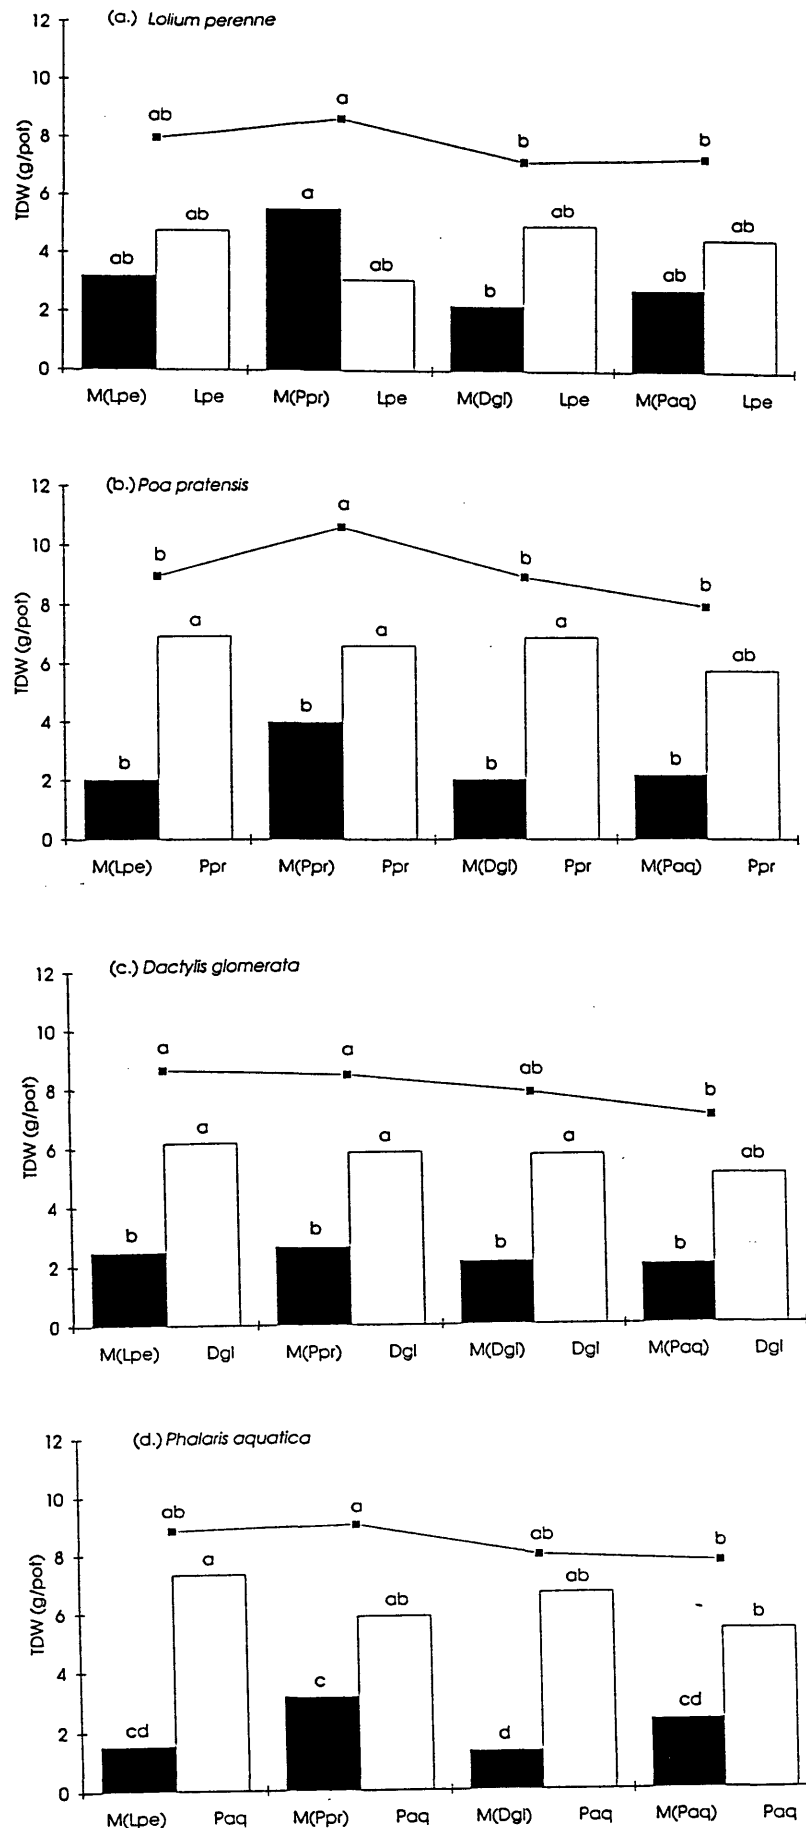 (a.) Lolium perenne
12
10
8
6
4
2
0
TDW (g/pot)
ab
a
b
b
ab
ab
a
ab
b
ab
ab
ab
M(Lpe) Lpe M(Ppr) Lpe M(Dgl) Lpe M(Paq) Lpe
(b.) Poa pratensis
12
10
8
6
4
2
0
TDW (g/pot)
b
a
b
b
b
a
b
a
b
a
b
ab
M(Lpe) Ppr M(Ppr) Ppr M(Dgl) Ppr M(Paq) Ppr
(c.) Dactylis glomerata
12
10
8
6
4
2
0
TDW (g/pot)
a
a
ab
b
b
a
b
a
b
a
b
ab
M(Lpe) Dgl M(Ppr) Dgl M(Dgl) Dgl M(Paq) Dgl
(d.) Phalaris aquatica
12
10
8
6
4
2
0
TDW (g/pot)
ab
a
ab
b
cd
a
c
ab
d
ab
cd
b
M(Lpe) Paq M(Ppr) Paq M(Dgl) Paq M(Paq) Paq